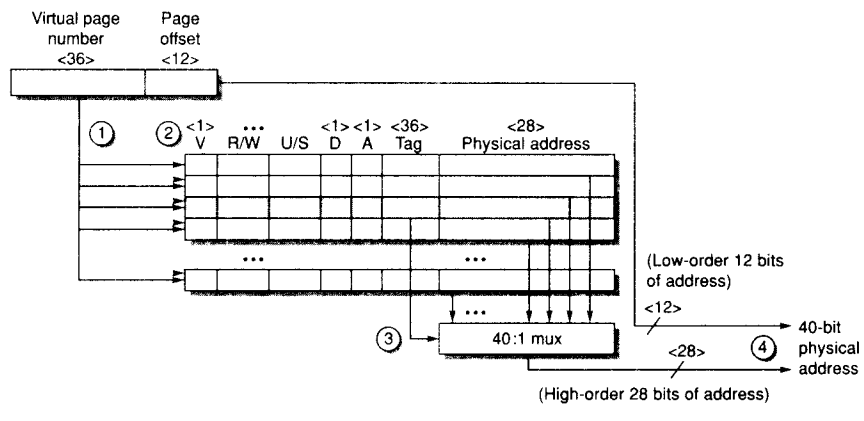 Virtual page
number
<36>
Page
offset
<12>
1
2
<1> ... <1> <1> <36> <28>
V R/W U/S D A Tag Physical address
... ... ...
(Low-order 12 bits
of address)
<12>
...
3
40:1 mux
<28>
4
40-bit
physical
address
(High-order 28 bits of address)